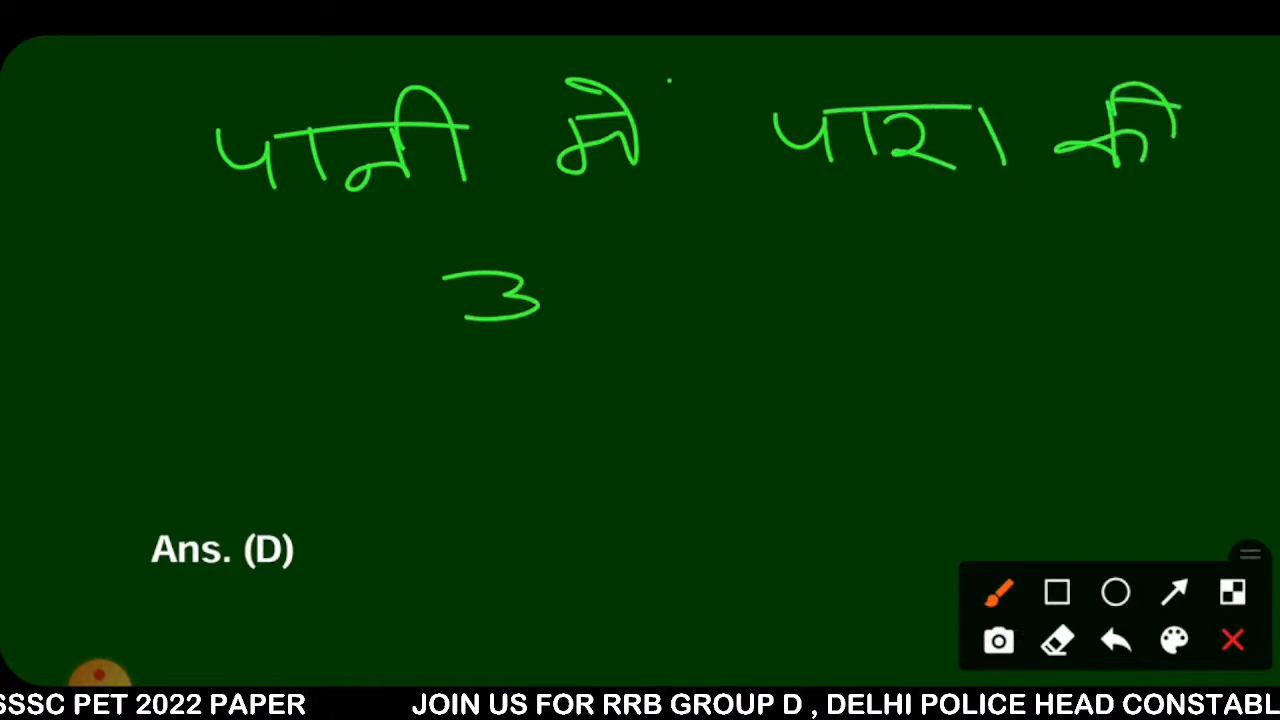 पानी में पारा की
3
Ans. (D)
SSSC PET 2022 PAPER JOIN US FOR RRB GROUP D , DELHI POLICE HEAD CONSTABL